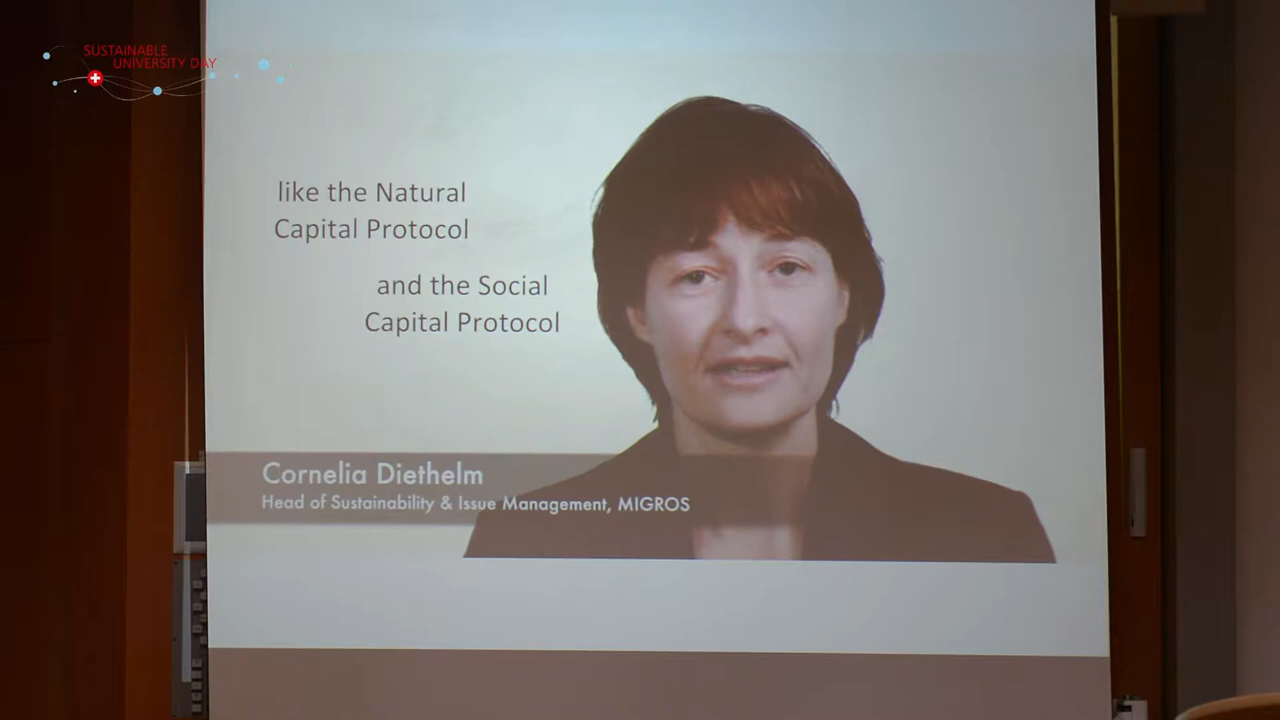 SUSTAINABLE
UNIVERSITY DAY
like the Natural
Capital Protocol
and the Social
Capital Protocol
Cornelia Diethelm
Head of Sustainability & Issue Management, MIGROS